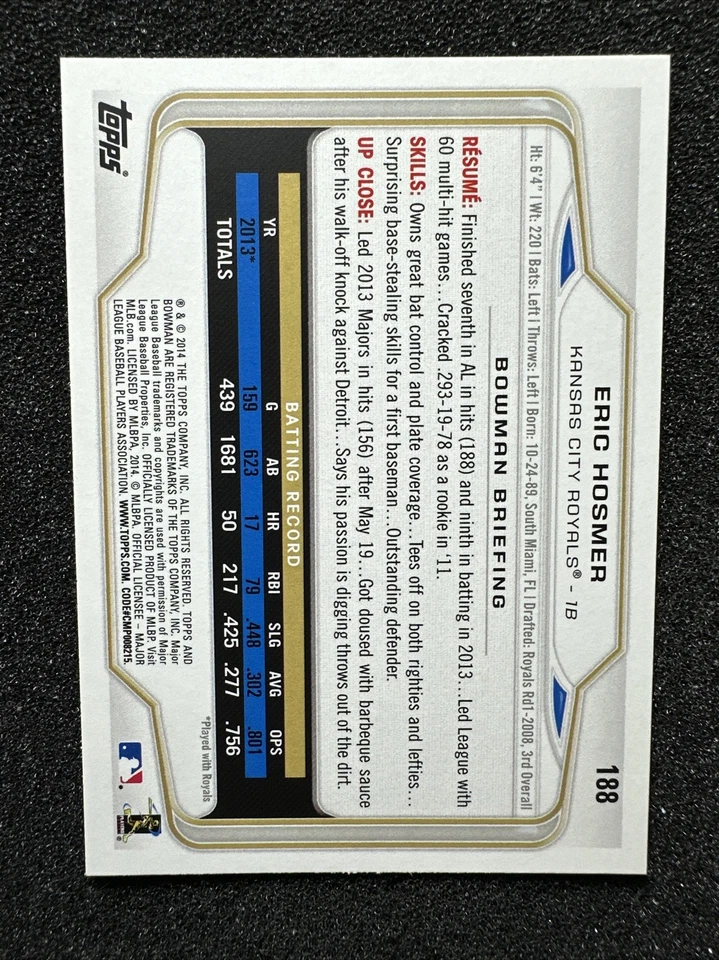 188
ERIC HOSMER
KANSAS CITY ROYALS® - 1B
Ht: 6'4" | Wt: 220 | Bats: Left | Throws: Left | Born: 10-24-89, South Miami, FL | Drafted: Royals Rd1-2008, 3rd Overall
BOWMAN BRIEFING
RÉSUMÉ: Finished seventh in AL in hits (188) and ninth in batting in 2013...Led League with
60 multi-hit games...Cracked .293-19-78 as a rookie in '11.
SKILLS: Owns great bat control and plate coverage...Tees off on both righties and lefties...
Surprising base-stealing skills for a first baseman...Outstanding defender.
UP CLOSE: Led 2013 Majors in hits (156) after May 19...Got doused with barbeque sauce
after his walk-off knock against Detroit...Says his passion is digging throws out of the dirt.
BATTING RECORD
YR G AB HR RBI SLG AVG OPS
2013* 159 623 17 79 .448 .302 .801
TOTALS 439 1681 50 217 .425 .277 .756
*Played with Royals
® & © 2014 THE TOPPS COMPANY, INC. ALL RIGHTS RESERVED. TOPPS AND
BOWMAN ARE REGISTERED TRADEMARKS OF THE TOPPS COMPANY, INC. Major
League Baseball trademarks and copyrights are used with permission of Major
League Baseball Properties, Inc. OFFICIALLY LICENSED PRODUCT OF MLBP. Visit
MLB.com. LICENSED BY MLBPA, 2014. © MLBPA. OFFICIAL LICENSEE – MAJOR
LEAGUE BASEBALL PLAYERS ASSOCIATION. WWW.TOPPS.COM. CODE#CMP008215.
topps®